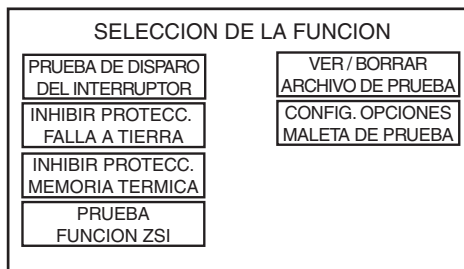 SELECCION DE LA FUNCION
PRUEBA DE DISPARO
DEL INTERRUPTOR
INHIBIR PROTECC.
FALLA A TIERRA
INHIBIR PROTECC.
MEMORIA TERMICA
PRUEBA
FUNCION ZSI
VER / BORRAR
ARCHIVO DE PRUEBA
CONFIG. OPCIONES
MALETA DE PRUEBA